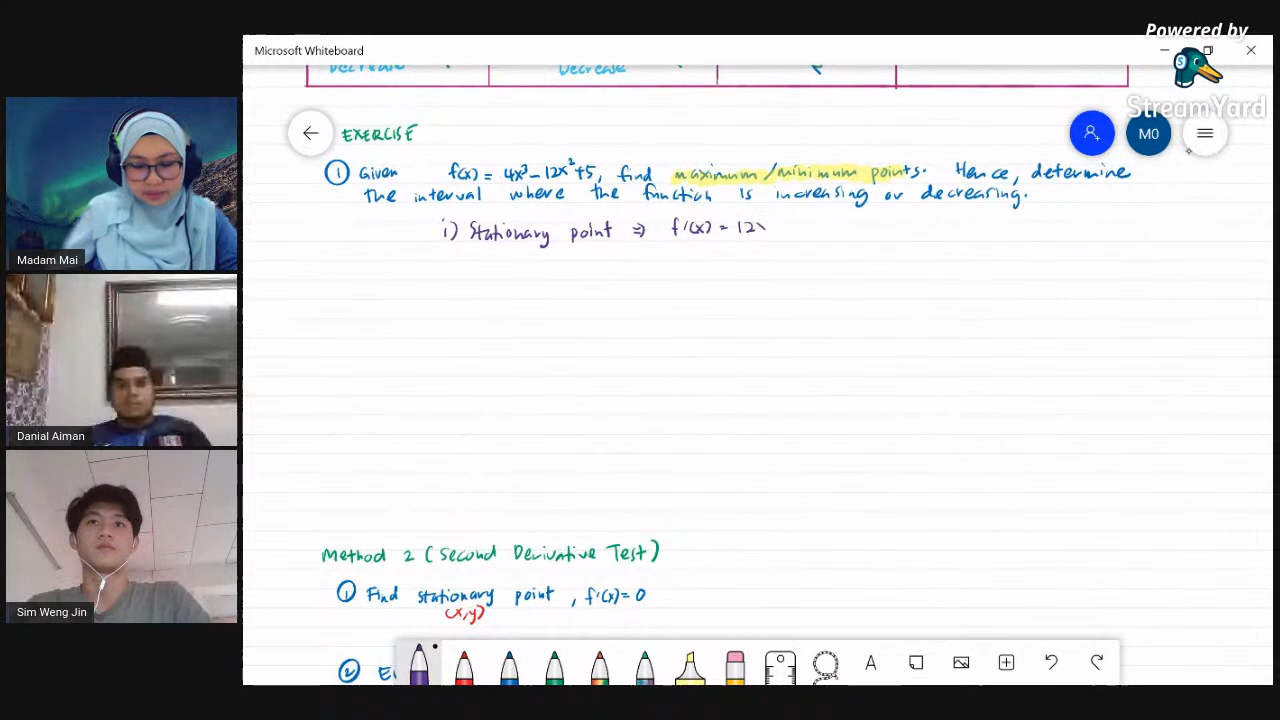 Powered by
StreamYard
Microsoft Whiteboard
Decrease
Decrease
EXERCISE
M0
① Given f(x) = 4x³ - 12x² + 5, find maximum/minimum points. Hence, determine
the interval where the function is increasing or decreasing.
i) Stationary point ⇒ f'(x) = 12x
Madam Mai
Danial Aiman
Sim Weng Jin
Method 2 (Second Derivative Test)
① Find stationary point, f'(x) = 0
(x,y)
②